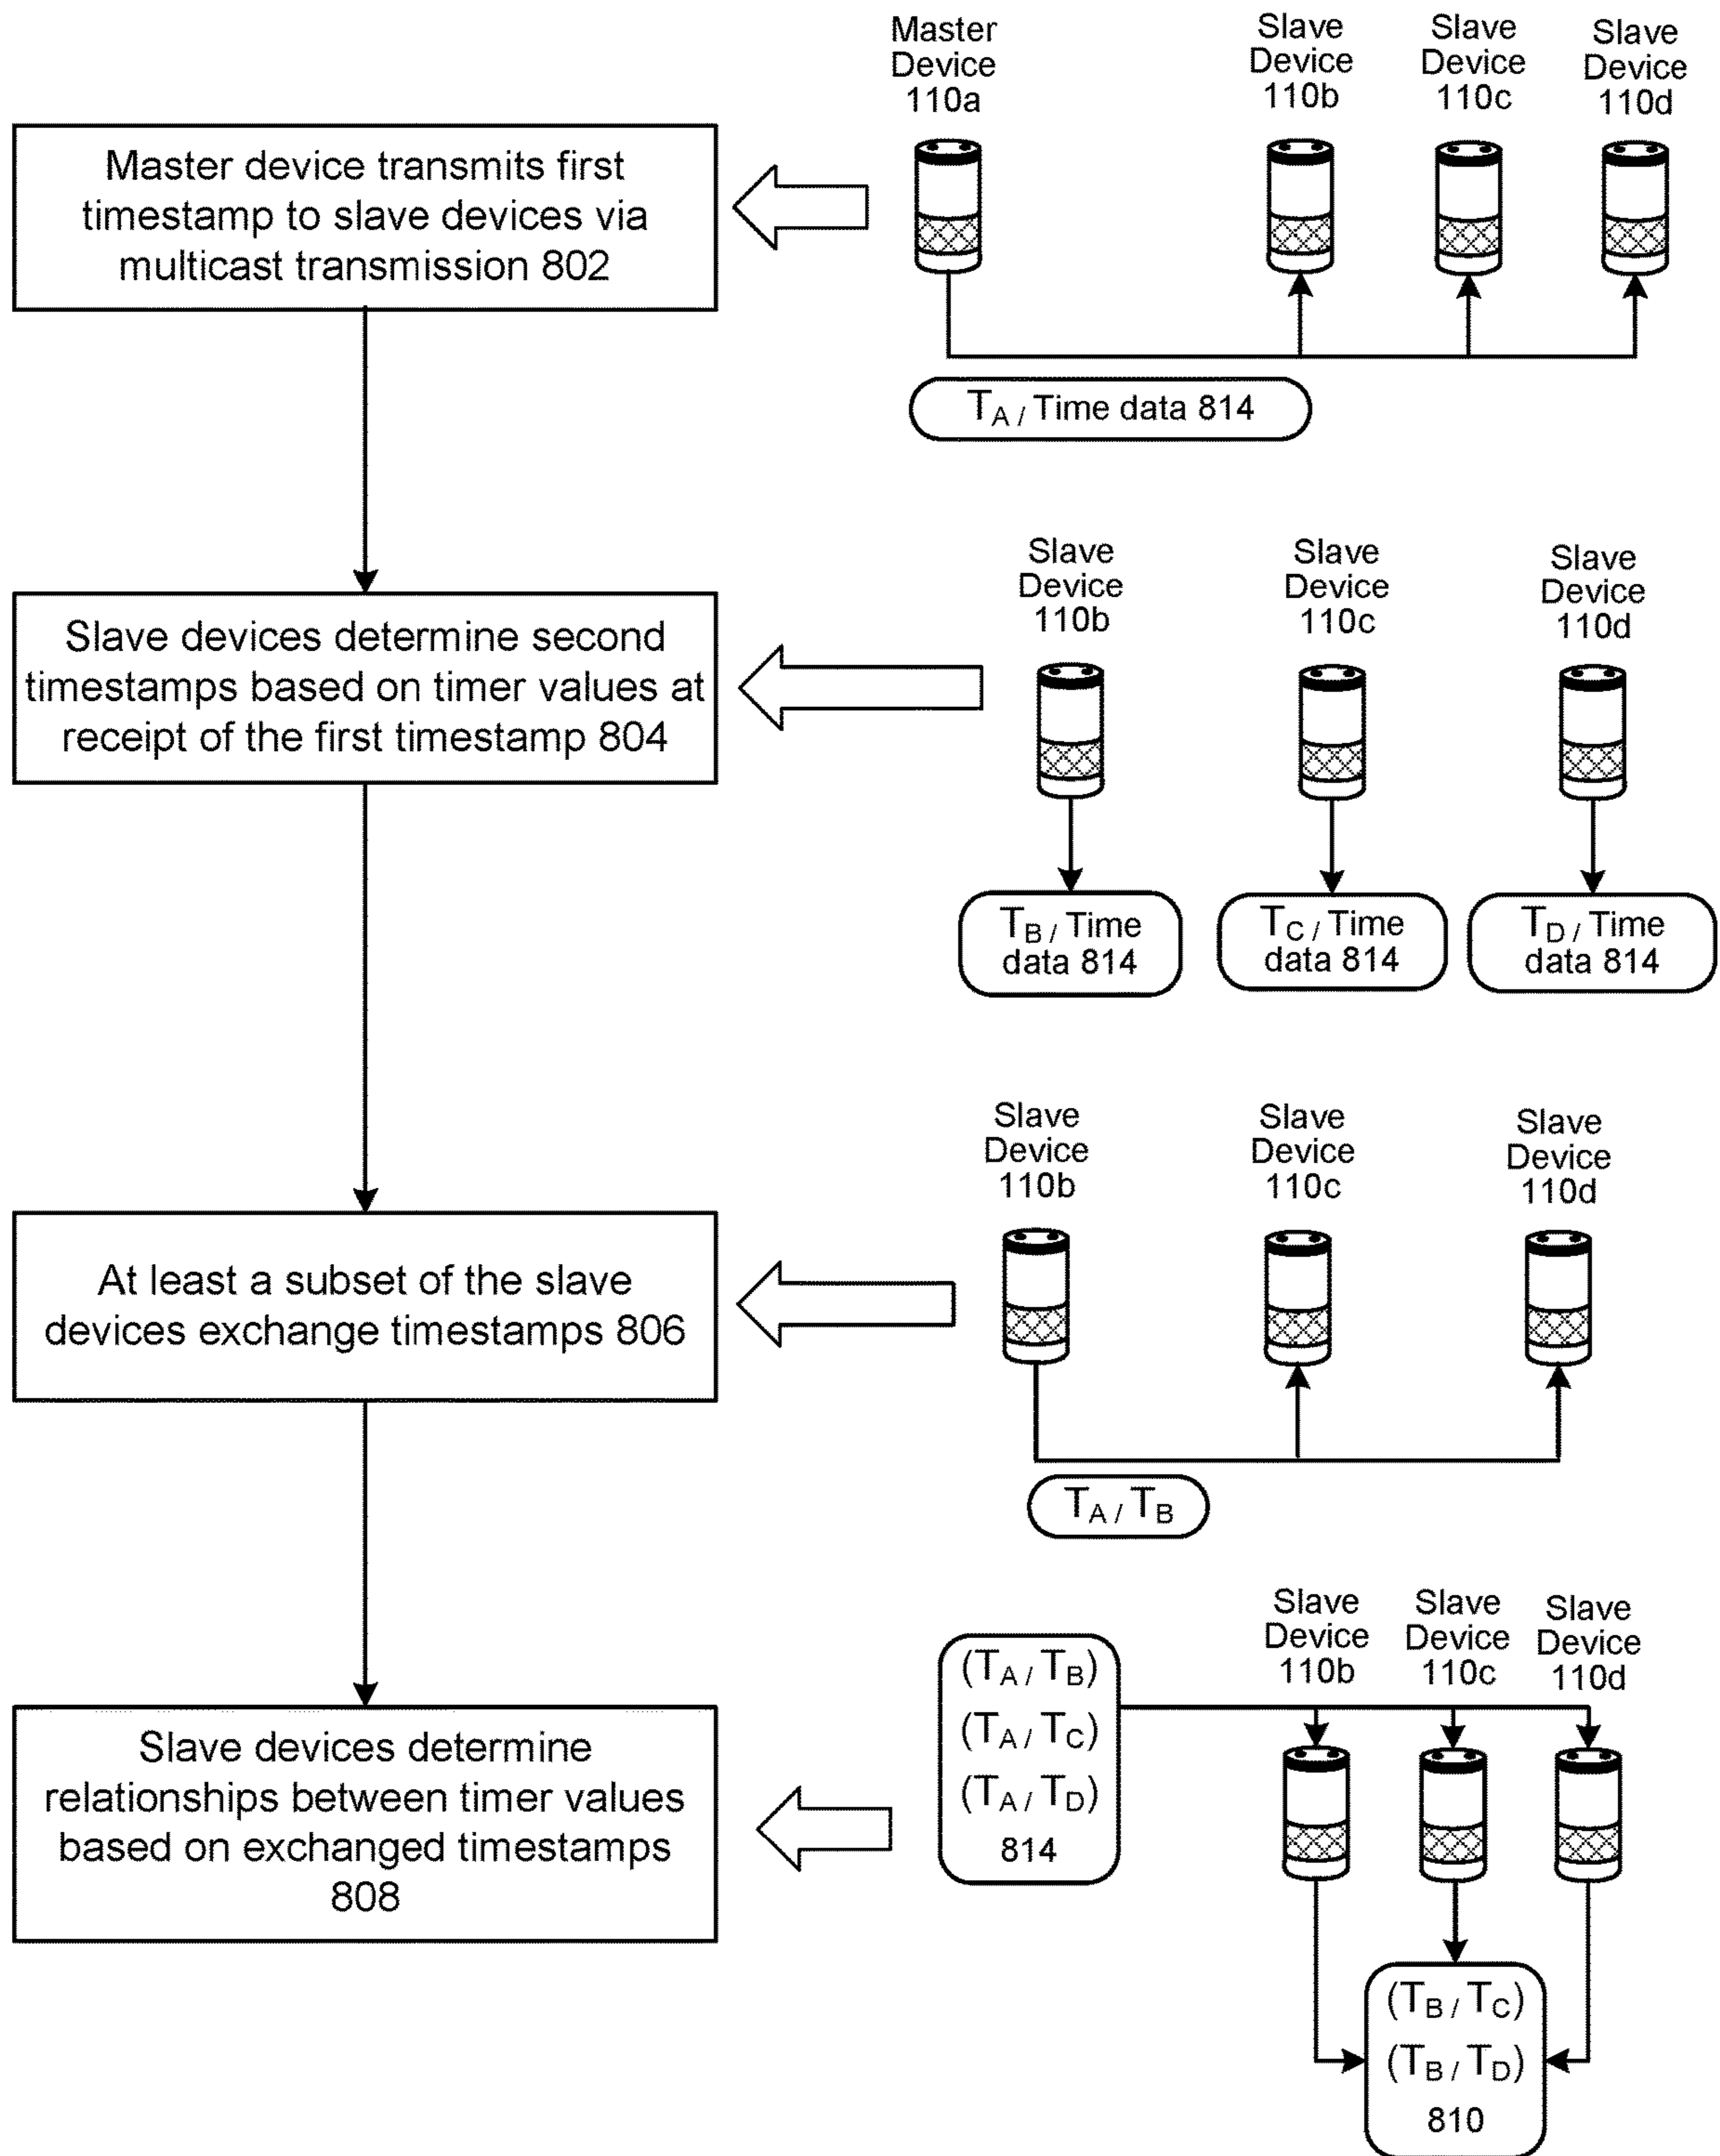 Master
Device
110a
Slave
Device
110b
Slave
Device
110c
Slave
Device
110d
Master device transmits first
timestamp to slave devices via
multicast transmission 802
TA / Time data 814
Slave
Device
110b
Slave
Device
110c
Slave
Device
110d
Slave devices determine second
timestamps based on timer values at
receipt of the first timestamp 804
TB / Time
data 814
TC / Time
data 814
TD / Time
data 814
Slave
Device
110b
Slave
Device
110c
Slave
Device
110d
At least a subset of the slave
devices exchange timestamps 806
TA / TB
Slave
Device
110b
Slave
Device
110c
Slave
Device
110d
Slave devices determine
relationships between timer values
based on exchanged timestamps
808
(TA / TB)
(TA / TC)
(TA / TD)
814
(TB / TC)
(TB / TD)
810